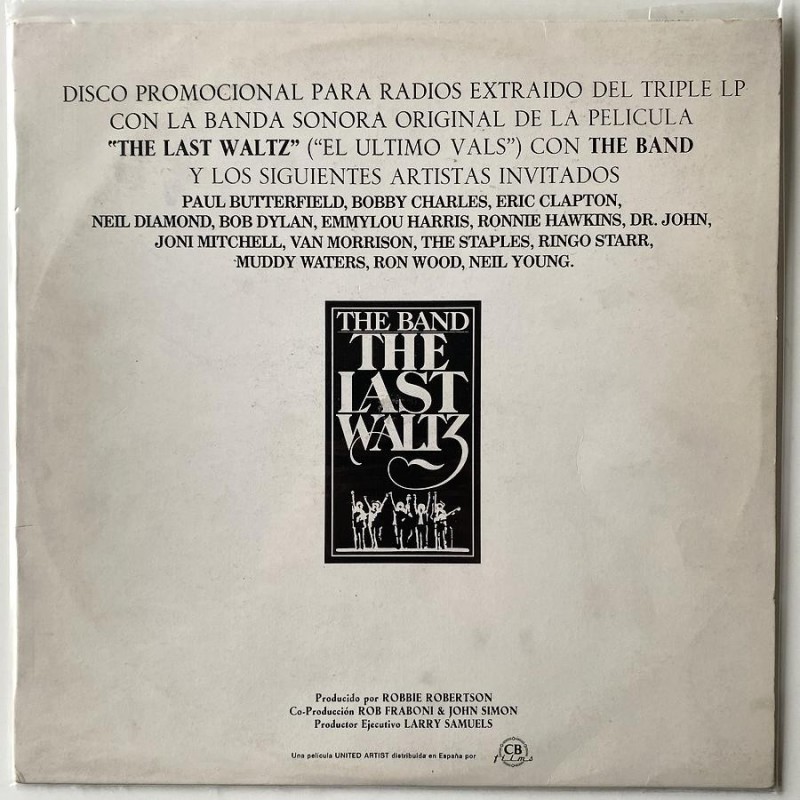 DISCO PROMOCIONAL PARA RADIOS EXTRAIDO DEL TRIPLE LP
CON LA BANDA SONORA ORIGINAL DE LA PELICULA
"THE LAST WALTZ" ("EL ULTIMO VALS") CON THE BAND
Y LOS SIGUIENTES ARTISTAS INVITADOS
PAUL BUTTERFIELD, BOBBY CHARLES, ERIC CLAPTON,
NEIL DIAMOND, BOB DYLAN, EMMYLOU HARRIS, RONNIE HAWKINS, DR. JOHN,
JONI MITCHELL, VAN MORRISON, THE STAPLES, RINGO STARR,
MUDDY WATERS, RON WOOD, NEIL YOUNG.
THE BAND
THE
LAST
WALTZ
Producido por ROBBIE ROBERTSON
Co-Producción ROB FRABONI & JOHN SIMON
Productor Ejecutivo LARRY SAMUELS
Una película UNITED ARTIST distribuida en España por
CB
films